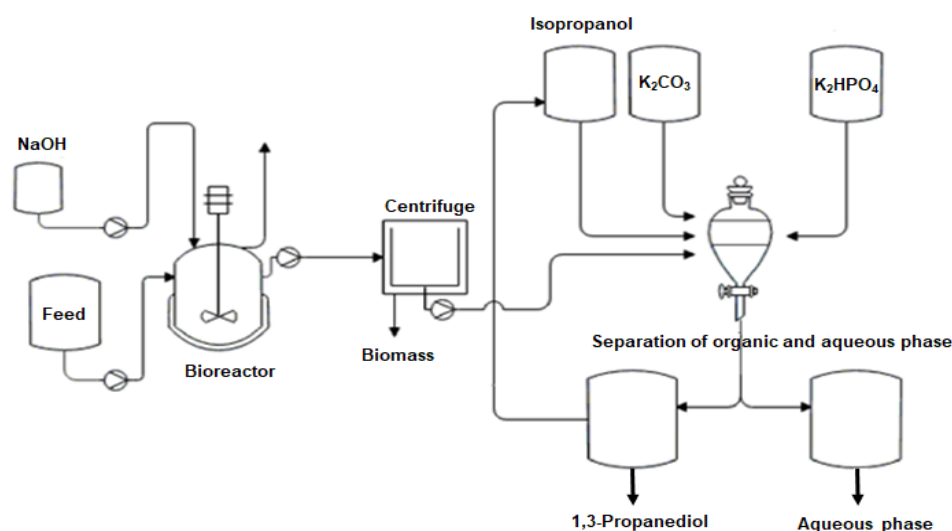 Isopropanol
K₂CO₃
K₂HPO₄
NaOH
Centrifuge
Feed
Separation of organic and aqueous phase
Biomass
Bioreactor
1,3-Propanediol
Aqueous phase